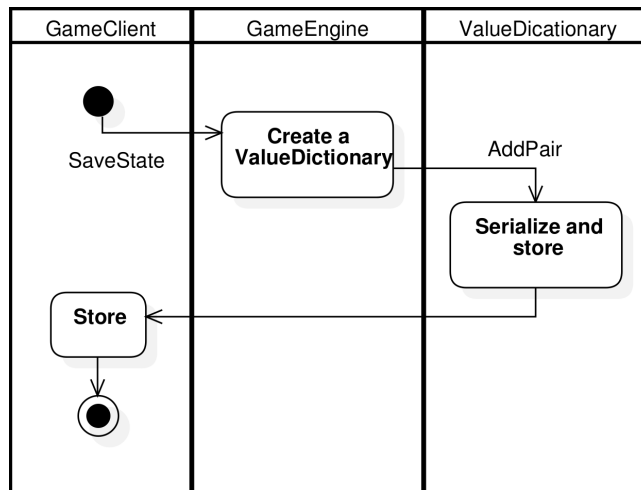 GameClient
GameEngine
ValueDicationary
SaveState
Create a
ValueDictionary
AddPair
Serialize and
store
Store